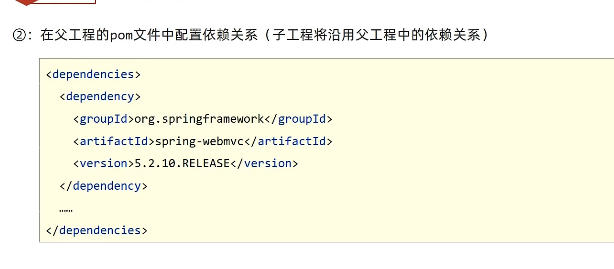 ②：在父工程的pom文件中配置依赖关系（子工程将沿用父工程中的依赖关系）
<dependencies>
<dependency>
<groupId>org.springframework</groupId>
<artifactId>spring-webmvc</artifactId>
<version>5.2.10.RELEASE</version>
</dependency>
……
</dependencies>